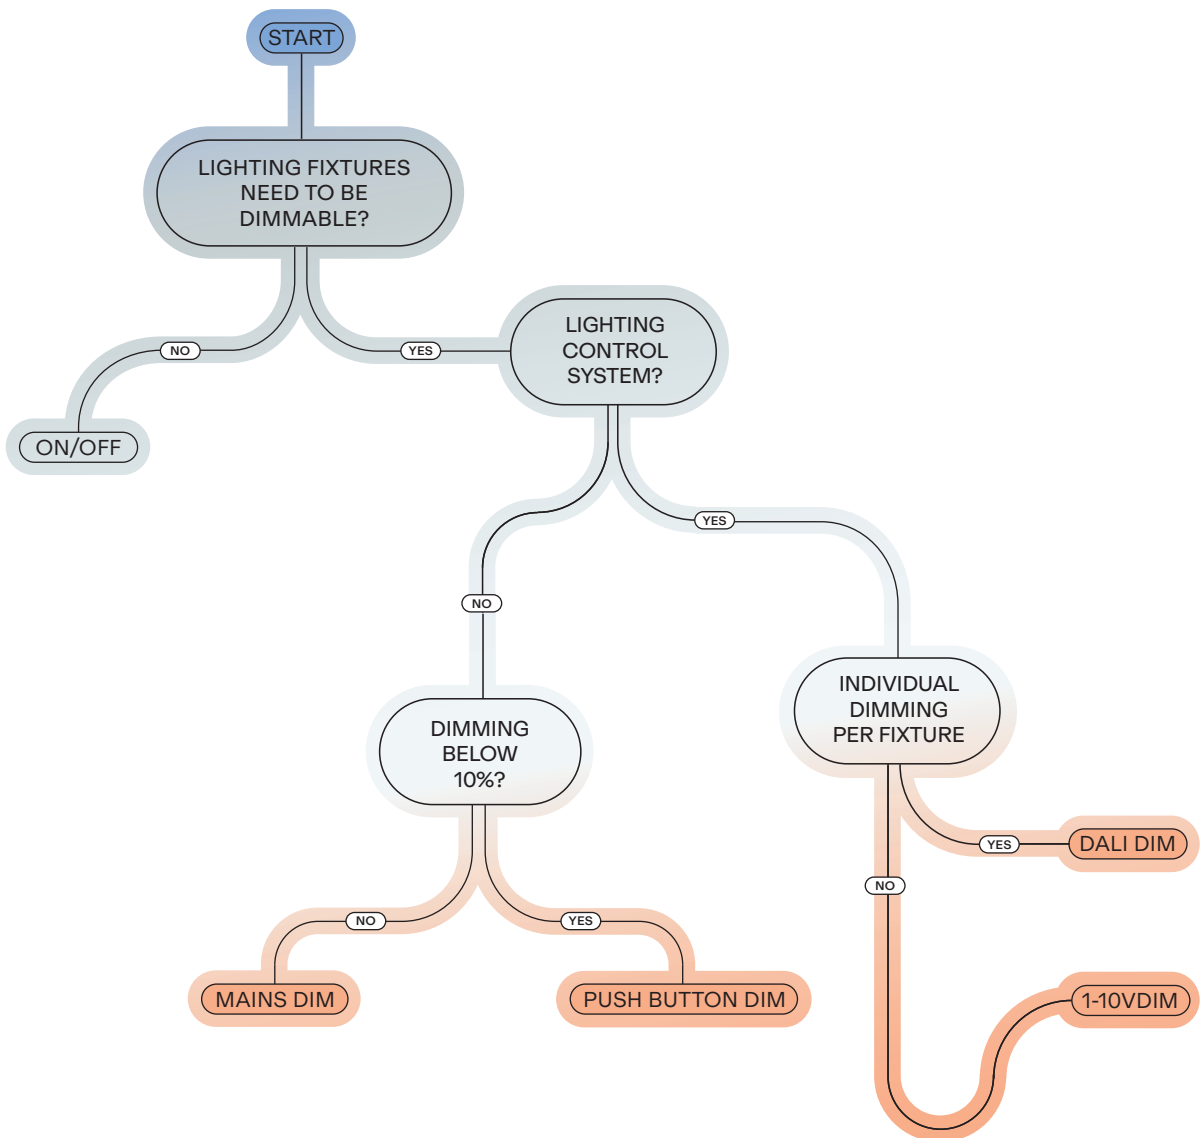 START
LIGHTING FIXTURES
NEED TO BE
DIMMABLE?
NO
YES
LIGHTING
CONTROL
SYSTEM?
ON/OFF
YES
NO
INDIVIDUAL
DIMMING
PER FIXTURE
DIMMING
BELOW
10%?
YES
DALI DIM
NO
NO
YES
MAINS DIM
PUSH BUTTON DIM
1-10VDIM